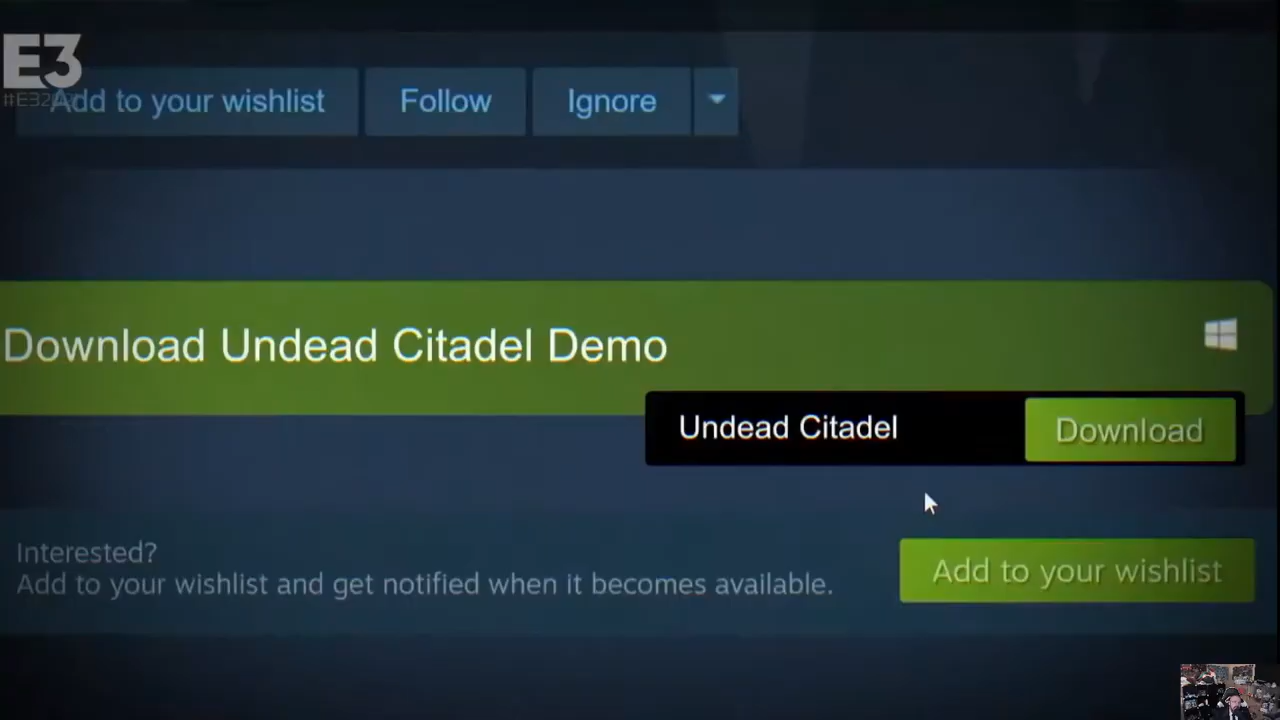 E3
#E32
Add to your wishlist
Follow
Ignore
Download Undead Citadel Demo
Undead Citadel
Download
Interested?
Add to your wishlist and get notified when it becomes available.
Add to your wishlist